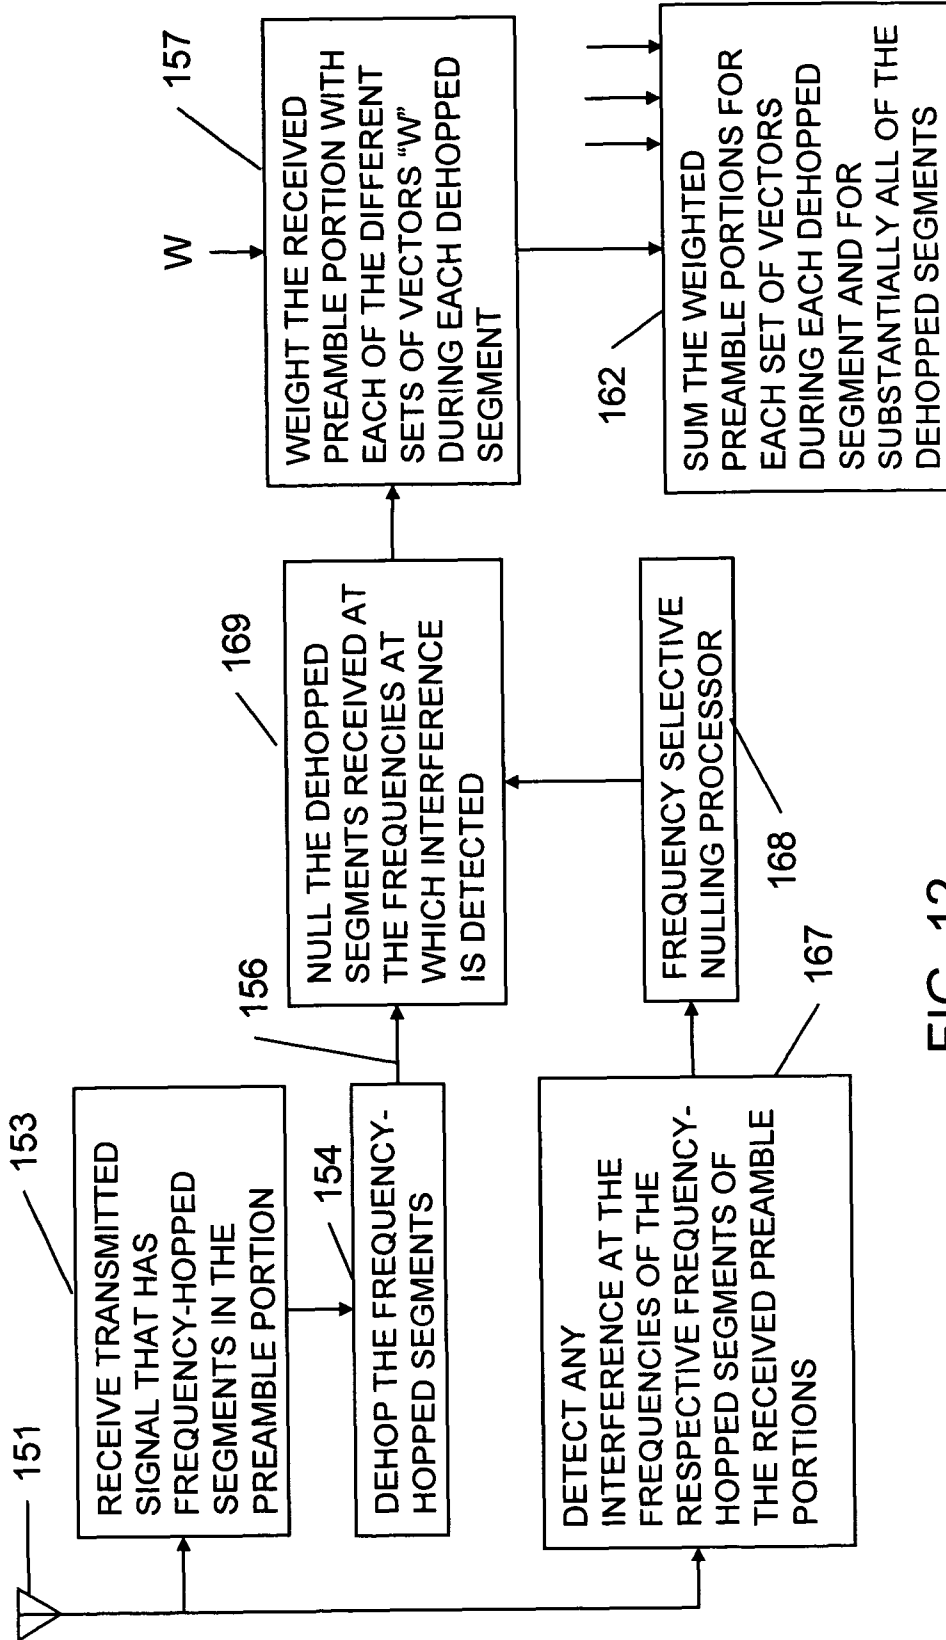 151
153
RECEIVE TRANSMITTED
SIGNAL THAT HAS
FREQUENCY-HOPPED
SEGMENTS IN THE
PREAMBLE PORTION
154
DEHOP THE FREQUENCY-
HOPPED SEGMENTS
156
DETECT ANY
INTERFERENCE AT THE
FREQUENCIES OF THE
RESPECTIVE FREQUENCY-
HOPPED SEGMENTS OF
THE RECEIVED PREAMBLE
PORTIONS
167
169
NULL THE DEHOPPED
SEGMENTS RECEIVED AT
THE FREQUENCIES AT
WHICH INTERFERENCE
IS DETECTED
FREQUENCY SELECTIVE
NULLING PROCESSOR
168
W
157
WEIGHT THE RECEIVED
PREAMBLE PORTION WITH
EACH OF THE DIFFERENT
SETS OF VECTORS "W"
DURING EACH DEHOPPED
SEGMENT
162
SUM THE WEIGHTED
PREAMBLE PORTIONS FOR
EACH SET OF VECTORS
DURING EACH DEHOPPED
SEGMENT AND FOR
SUBSTANTIALLY ALL OF THE
DEHOPPED SEGMENTS
FIG. 12